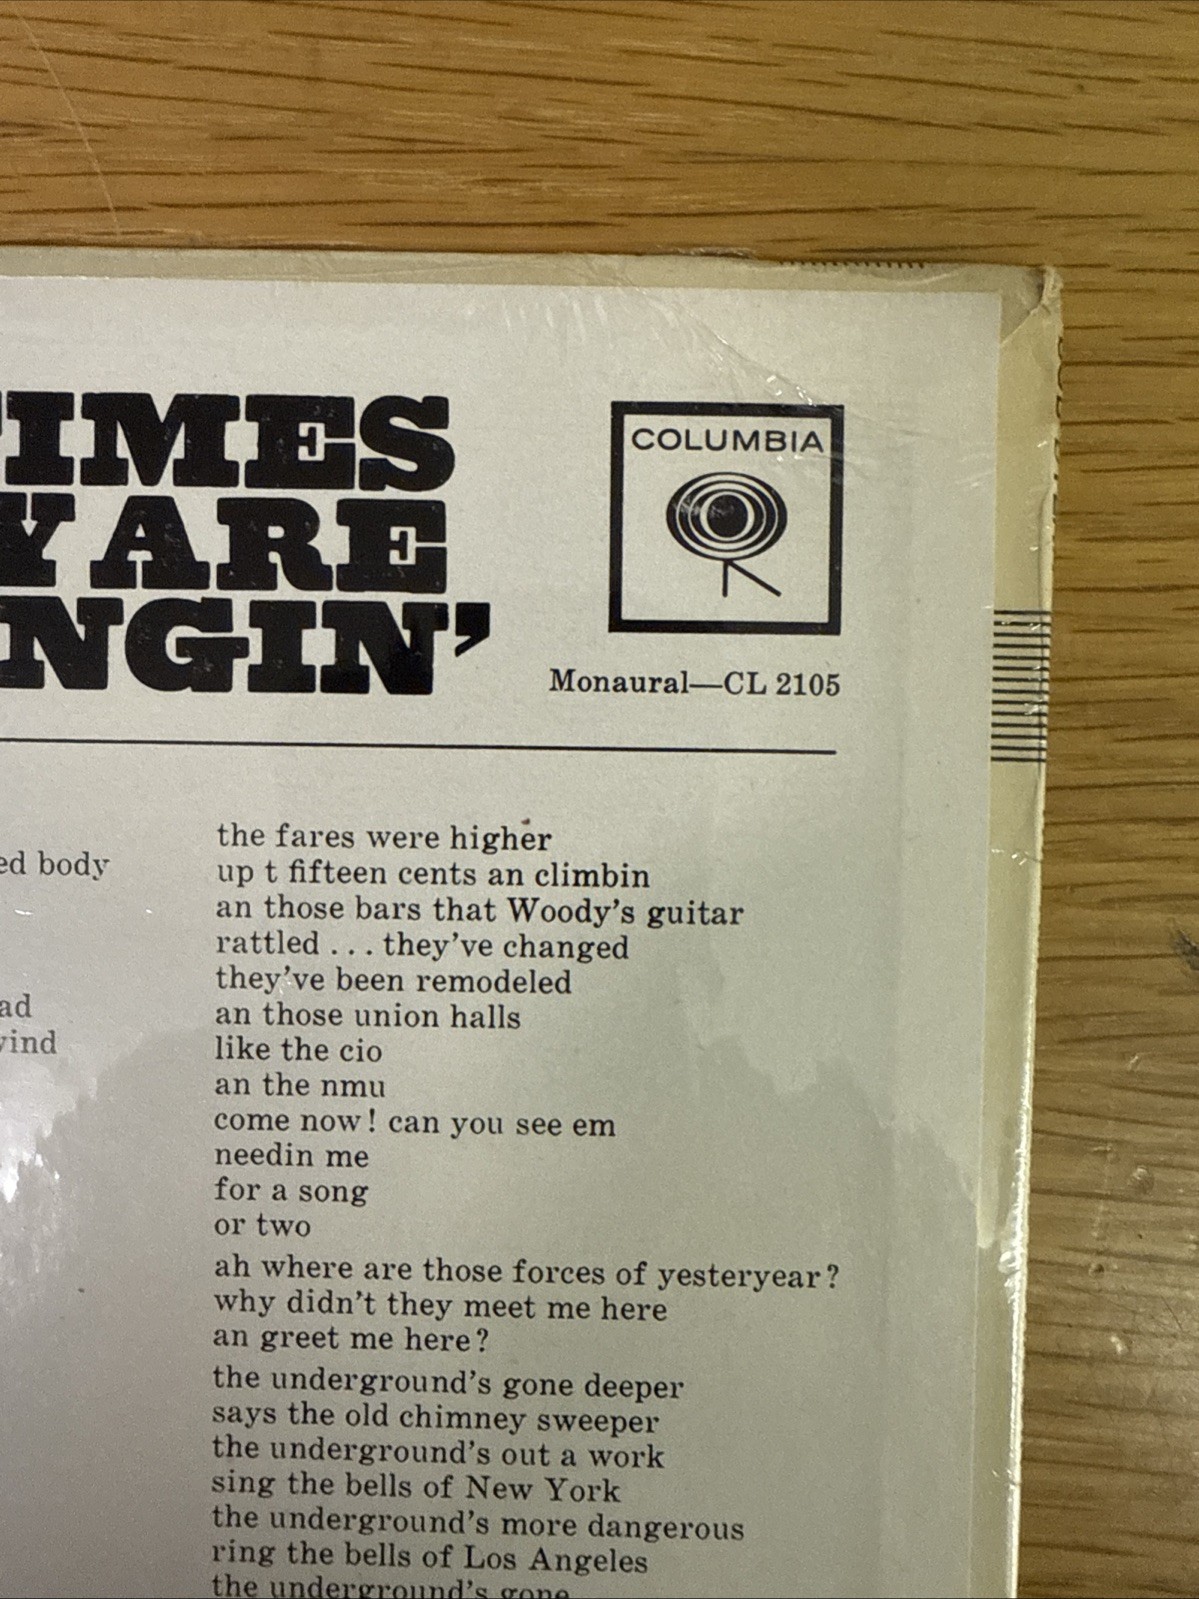 TIMES
Y ARE
NGIN'
COLUMBIA
Monaural—CL 2105
ed body
ad
wind
the fares were higher
up t fifteen cents an climbin
an those bars that Woody's guitar
rattled . . . they've changed
they've been remodeled
an those union halls
like the cio
an the nmu
come now! can you see em
needin me
for a song
or two
ah where are those forces of yesteryear?
why didn't they meet me here
an greet me here?
the underground's gone deeper
says the old chimney sweeper
the underground's out a work
sing the bells of New York
the underground's more dangerous
ring the bells of Los Angeles
the underground's gone